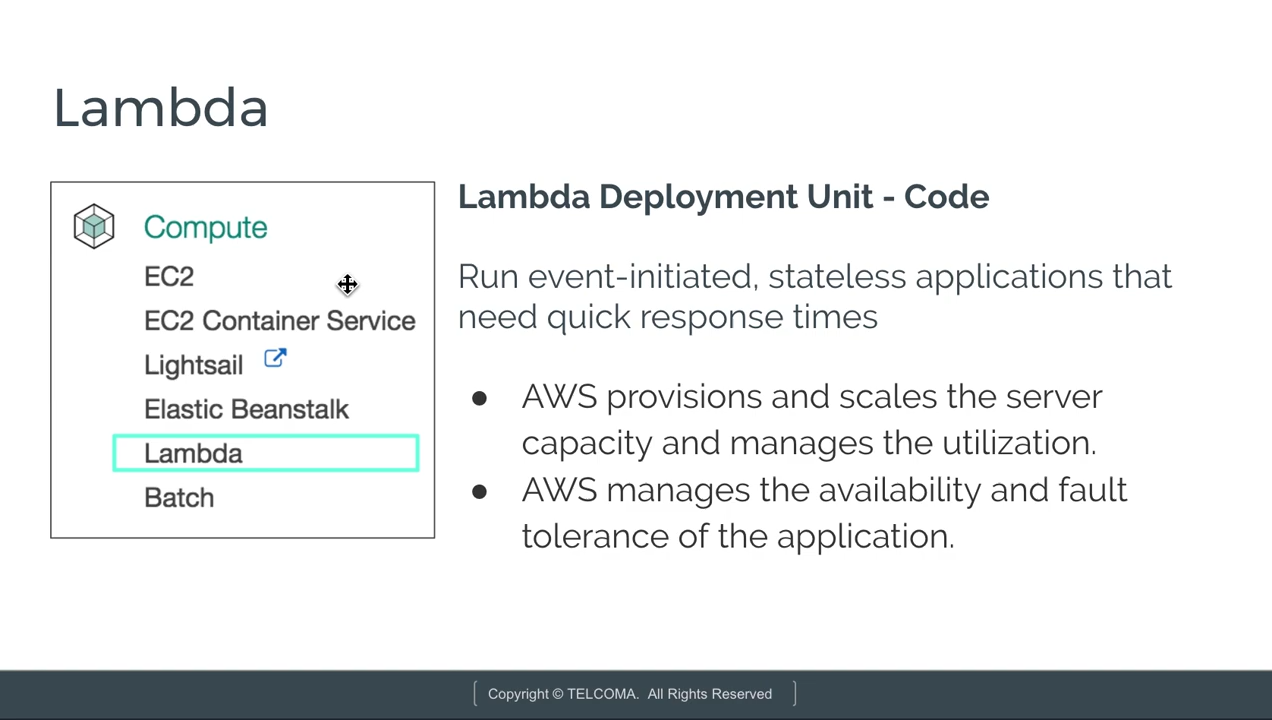 Lambda
Compute
EC2
EC2 Container Service
Lightsail
Elastic Beanstalk
Lambda
Batch
Lambda Deployment Unit - Code
Run event-initiated, stateless applications that
need quick response times
● AWS provisions and scales the server
capacity and manages the utilization.
● AWS manages the availability and fault
tolerance of the application.
Copyright © TELCOMA. All Rights Reserved